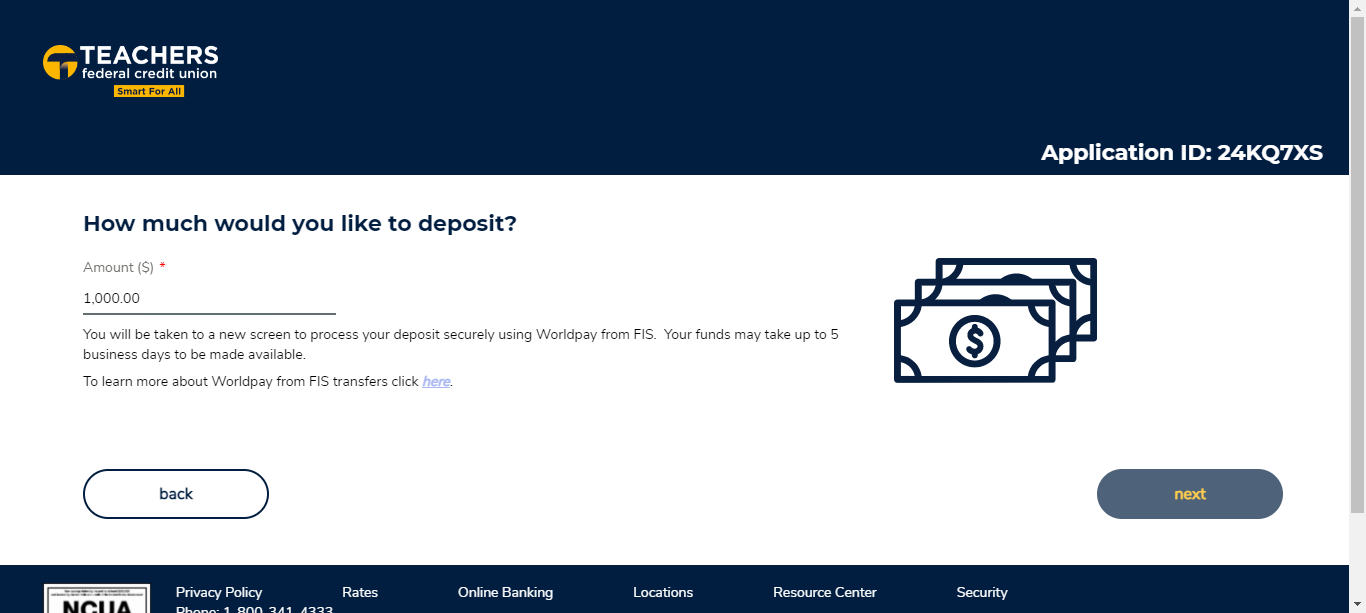 TEACHERS
federal credit union
Smart For All
Application ID: 24KQ7XS
How much would you like to deposit?
Amount ($) *
1,000.00
You will be taken to a new screen to process your deposit securely using Worldpay from FIS.  Your funds may take up to 5
business days to be made available.
To learn more about Worldpay from FIS transfers click here.
$
back
next
Privacy Policy
Rates
Online Banking
Locations
Resource Center
Security
NCUA
Phone: 1-800-341-4333